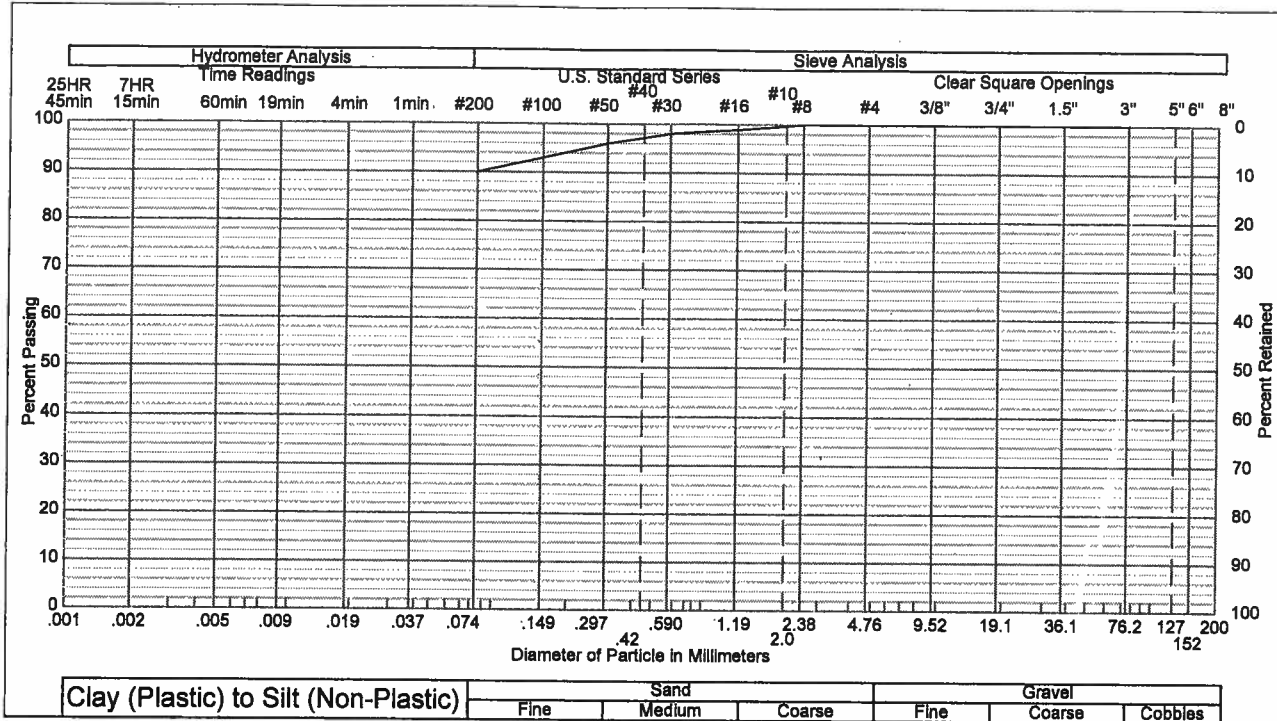 Hydrometer Analysis Sieve Analysis
Time Readings U.S. Standard Series Clear Square Openings
25HR 7HR #40 #10
45min 15min 60min 19min 4min 1min #200 #100 #50 #30 #16 #8 #4 3/8" 3/4" 1.5" 3" 5" 6" 8"
100 0
90 10
80 20
70 30
60 40
50 50
40 60
30 70
20 80
10 90
0 100
Percent Passing
Percent Retained
.001 .002 .005 .009 .019 .037 .074 .149 .297 .590 1.19 2.38 4.76 9.52 19.1 36.1 76.2 127 200
.42 2.0 152
Diameter of Particle in Millimeters
Clay (Plastic) to Silt (Non-Plastic) Sand Gravel
Fine Medium Coarse Fine Coarse Cobbles